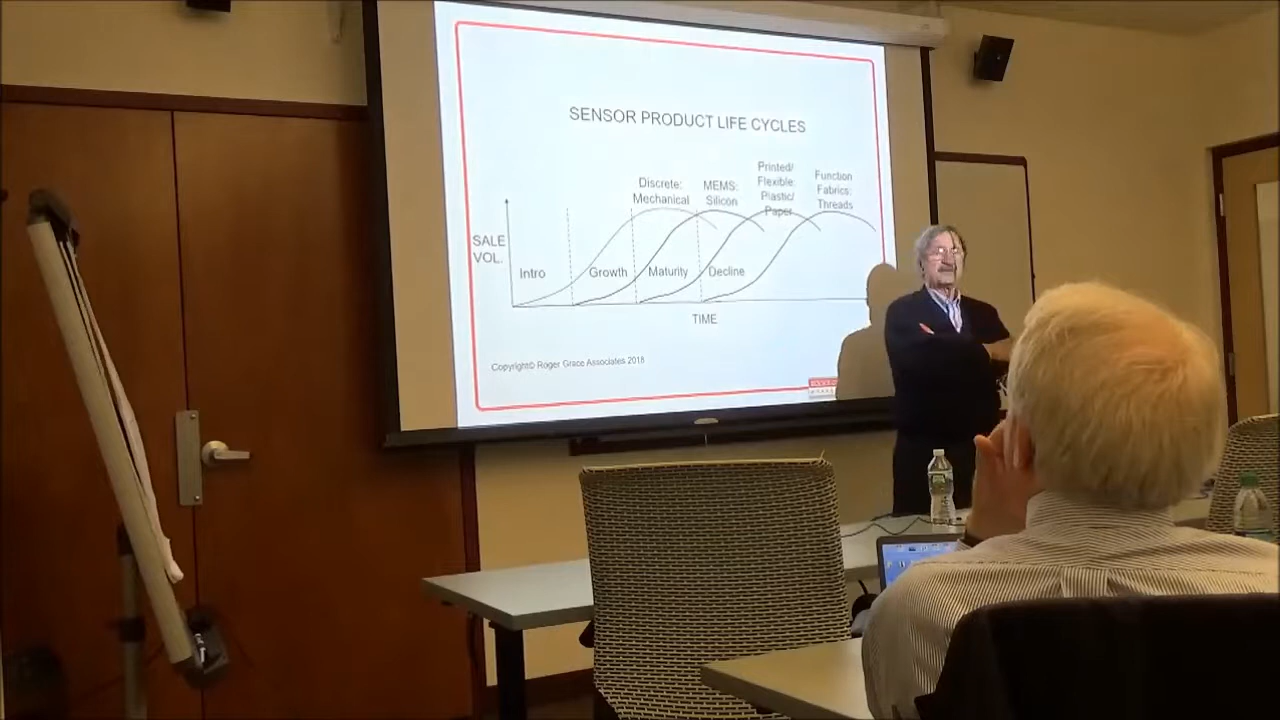 SENSOR PRODUCT LIFE CYCLES
Discrete:
Mechanical
MEMS:
Silicon
Printed/
Flexible:
Plastic/
Paper
Function
Fabrics:
Threads
SALE
VOL.
Intro
Growth
Maturity
Decline
TIME
Copyright© Roger Grace Associates 2018